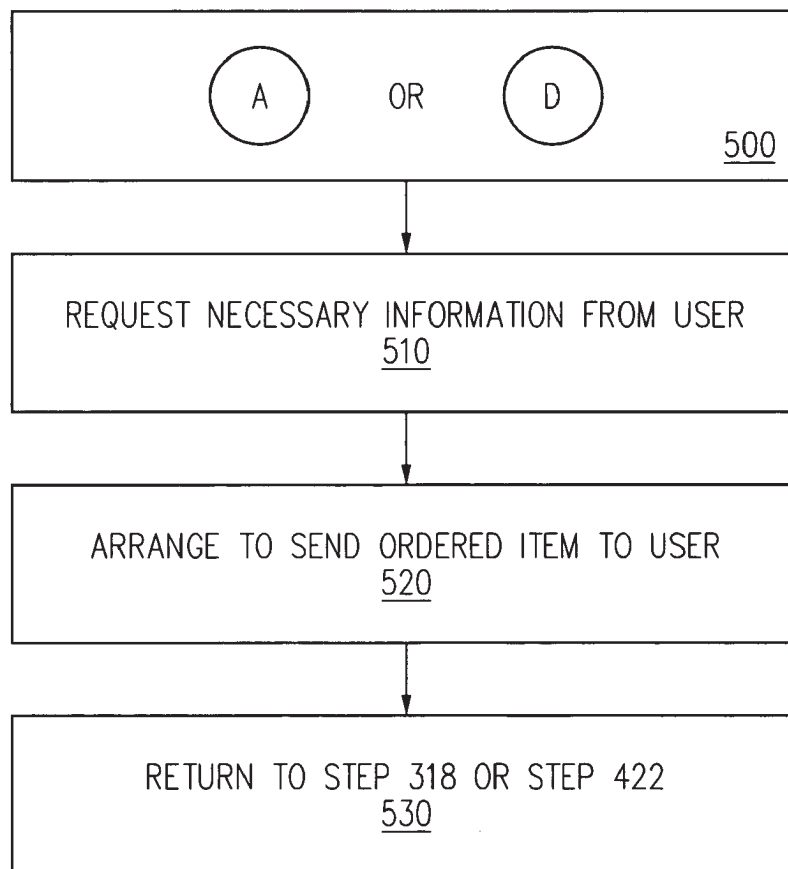 A OR D
500
REQUEST NECESSARY INFORMATION FROM USER
510
ARRANGE TO SEND ORDERED ITEM TO USER
520
RETURN TO STEP 318 OR STEP 422
530